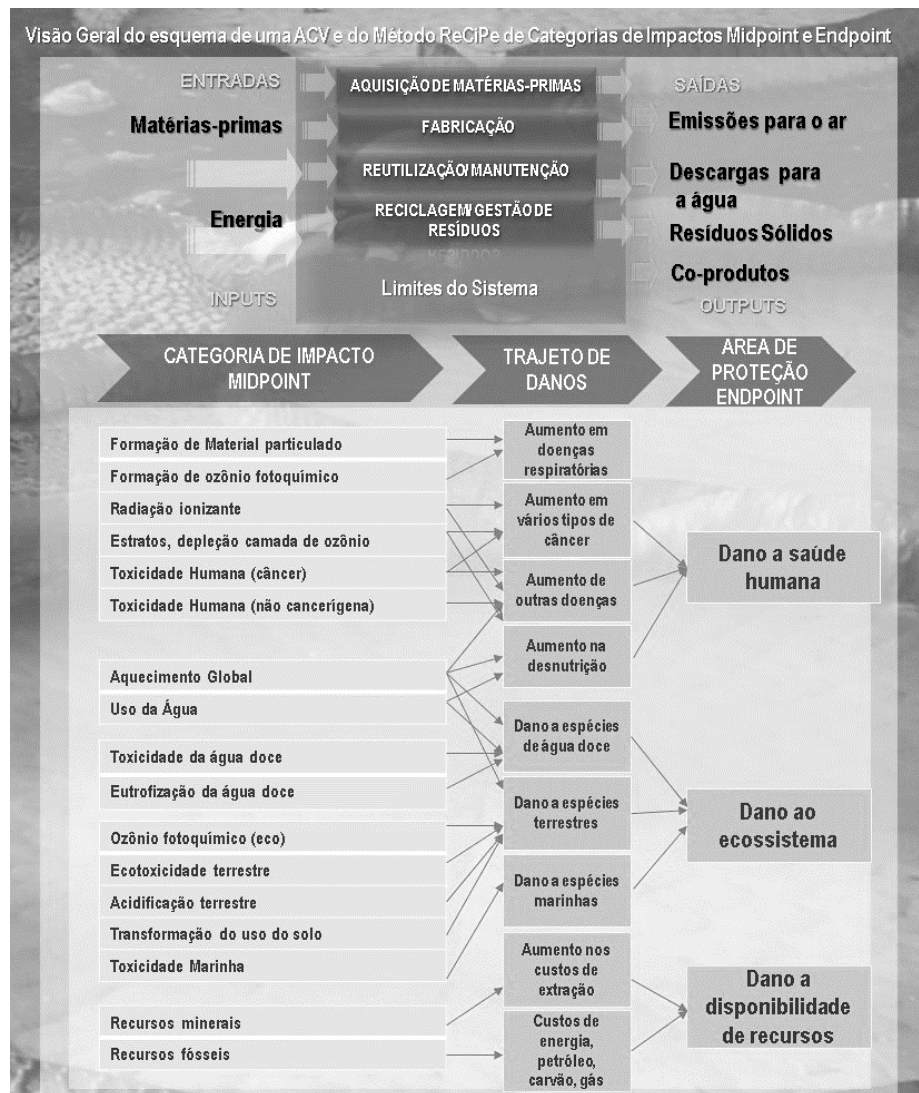 Visão Geral do esquema de uma ACV e do Método ReCiPe de Categorias de Impactos Midpoint e Endpoint
ENTRADAS
Matérias-primas
Energia
INPUTS
AQUISIÇÃO DE MATÉRIAS-PRIMAS
FABRICAÇÃO
REUTILIZAÇÃO/MANUTENÇÃO
RECICLAGEM/GESTÃO DE
RESÍDUOS
Limites do Sistema
SAÍDAS
Emissões para o ar
Descargas para
a água
Resíduos Sólidos
Co-produtos
OUTPUTS
CATEGORIA DE IMPACTO
MIDPOINT
TRAJETO DE
DANOS
AREA DE
PROTEÇÃO
ENDPOINT
Formação de Material particulado
Formação de ozônio fotoquímico
Radiação ionizante
Estratos, depleção camada de ozônio
Toxicidade Humana (câncer)
Toxicidade Humana (não cancerígena)
Aquecimento Global
Uso da Água
Toxicidade da água doce
Eutrofização da água doce
Ozônio fotoquímico (eco)
Ecotoxicidade terrestre
Acidificação terrestre
Transformação do uso do solo
Toxicidade Marinha
Recursos minerais
Recursos fósseis
Aumento em
doenças
respiratórias
Aumento em
vários tipos de
câncer
Aumento de
outras doenças
Aumento na
desnutrição
Dano a espécies
de água doce
Dano a espécies
terrestres
Dano a espécies
marinhas
Aumento nos
custos de
extração
Custos de
energia,
petróleo,
carvão, gás
Dano a saúde
humana
Dano ao
ecossistema
Dano a
disponibilidade
de recursos